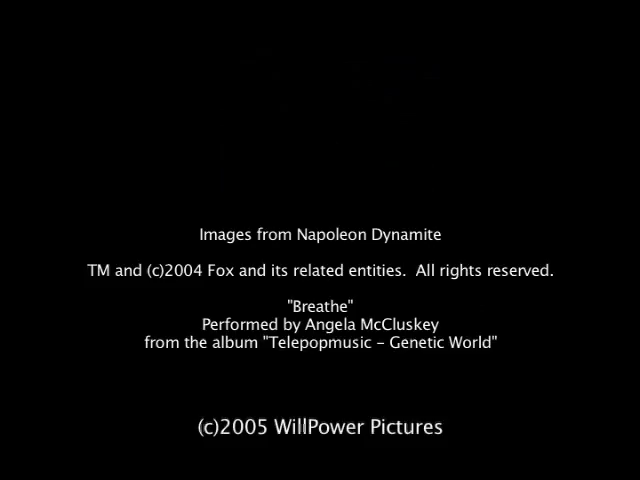 Images from Napoleon Dynamite
TM and (c)2004 Fox and its related entities.  All rights reserved.
"Breathe"
Performed by Angela McCluskey
from the album "Telepopmusic - Genetic World"
(c)2005 WillPower Pictures